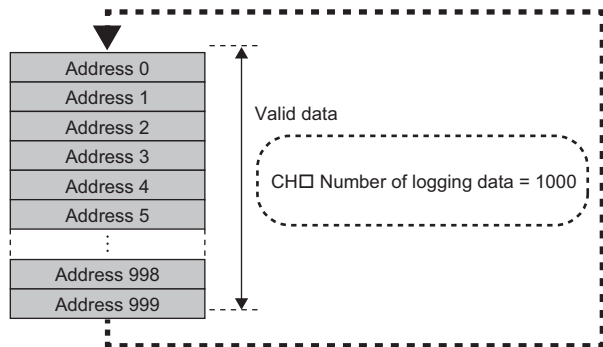 Address 0
Address 1
Address 2
Address 3
Address 4
Address 5
⋮
Address 998
Address 999
Valid data
CH□ Number of logging data = 1000